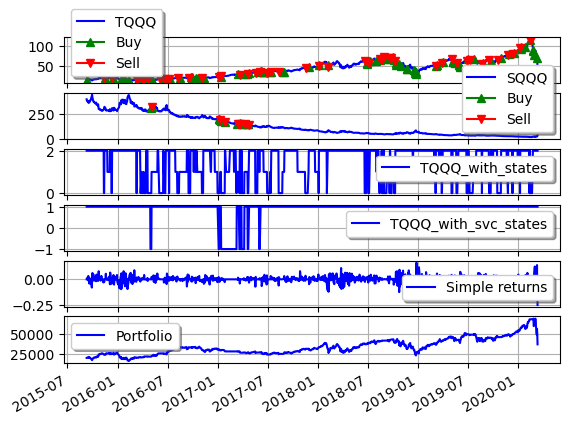 TQQQ
Buy
Sell
100
50
SQQQ
Buy
Sell
250
0
2
0
TQQQ_with_states
1
−1
TQQQ_with_svc_states
0.00
−0.25
Simple returns
50000
25000
Portfolio
2015-07
2016-01
2016-07
2017-01
2017-07
2018-01
2018-07
2019-01
2019-07
2020-01